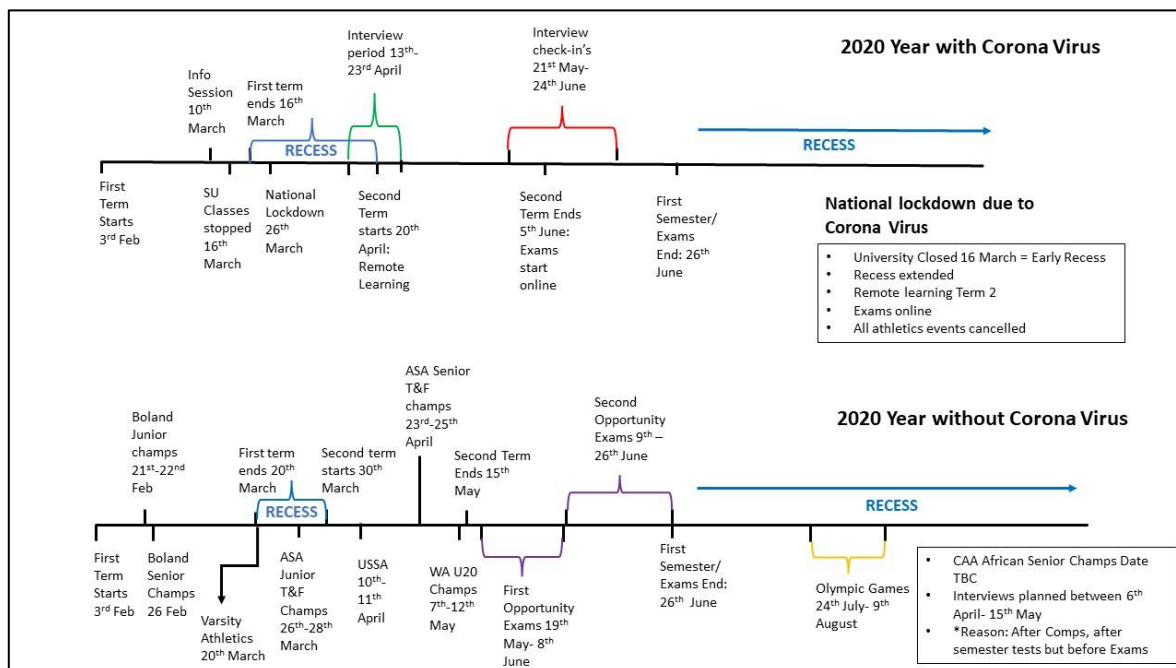 2020 Year with Corona Virus
Info
Session
10th
March
First term
ends 16th
March
Interview
period 13th-
23rd April
Interview
check-in's
21st May-
24th June
RECESS
RECESS
First
Term
Starts
3rd Feb
SU
Classes
stopped
16th
March
National
Lockdown
26th
March
Second
Term
starts 20th
April:
Remote
Learning
Second
Term Ends
5th June:
Exams
start
online
First
Semester/
Exams
End: 26th
June
National lockdown due to
Corona Virus
• University Closed 16 March = Early Recess
• Recess extended
• Remote learning Term 2
• Exams online
• All athletics events cancelled
2020 Year without Corona Virus
Boland
Junior
champs
21st-22nd
Feb
First term
ends 20th
March
Second term
starts 30th
March
ASA Senior
T&F
champs
23rd-25th
April
Second Term
Ends 15th
May
Second
Opportunity
Exams 9th –
26th June
RECESS
RECESS
First
Term
Starts
3rd Feb
Boland
Senior
Champs
26 Feb
Varsity
Athletics
20th March
ASA
Junior
T&F
Champs
26th-28th
March
USSA
10th-
11th
April
WA U20
Champs
7th-12th
May
First
Opportunity
Exams 19th
May- 8th
June
First
Semester/
Exams End:
26th June
Olympic Games
24th July- 9th
August
• CAA African Senior Champs Date
TBC
• Interviews planned between 6th
April- 15th May
• *Reason: After Comps, after
semester tests but before Exams